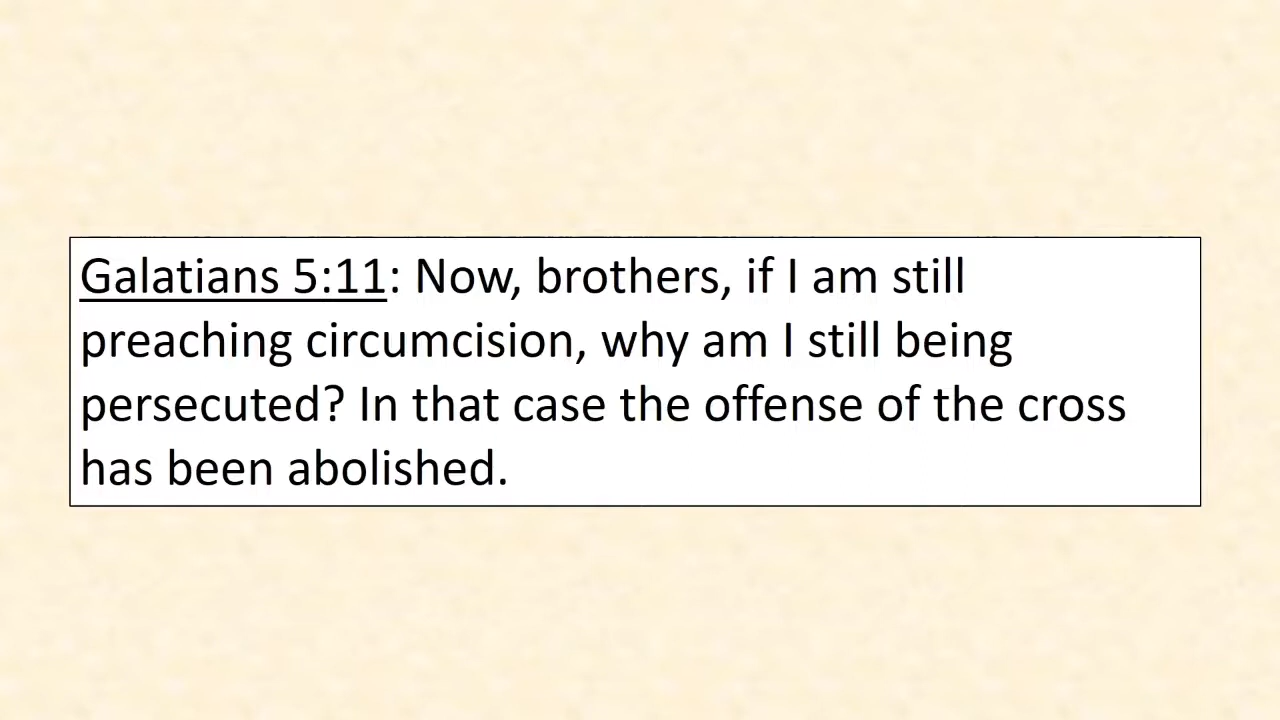 Galatians 5:11: Now, brothers, if I am still
preaching circumcision, why am I still being
persecuted? In that case the offense of the cross
has been abolished.